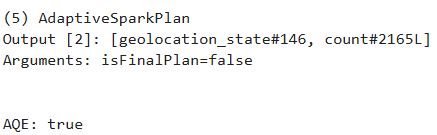 (5) AdaptiveSparkPlan
Output [2]: [geolocation_state#146, count#2165L]
Arguments: isFinalPlan=false
AQE: true